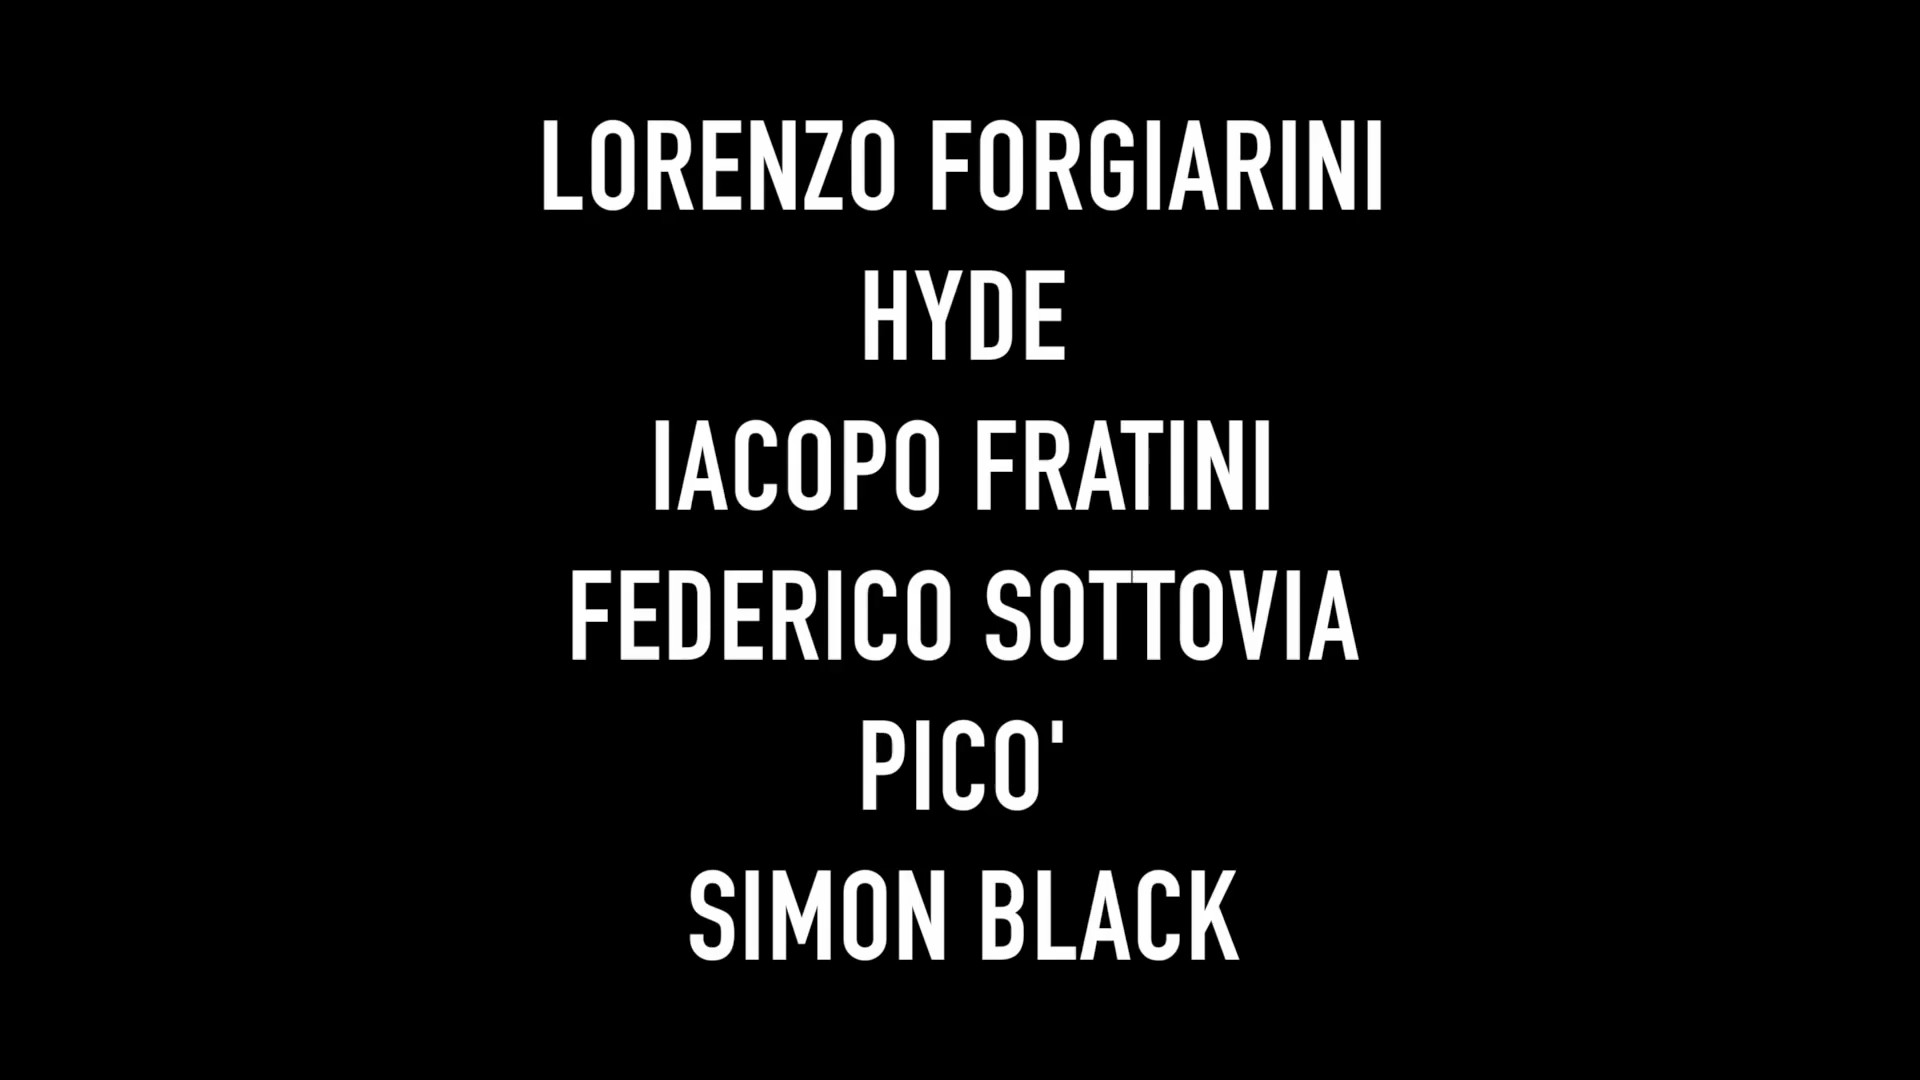 LORENZO FORGIARINI
HYDE
IACOPO FRATINI
FEDERICO SOTTOVIA
PICO'
SIMON BLACK